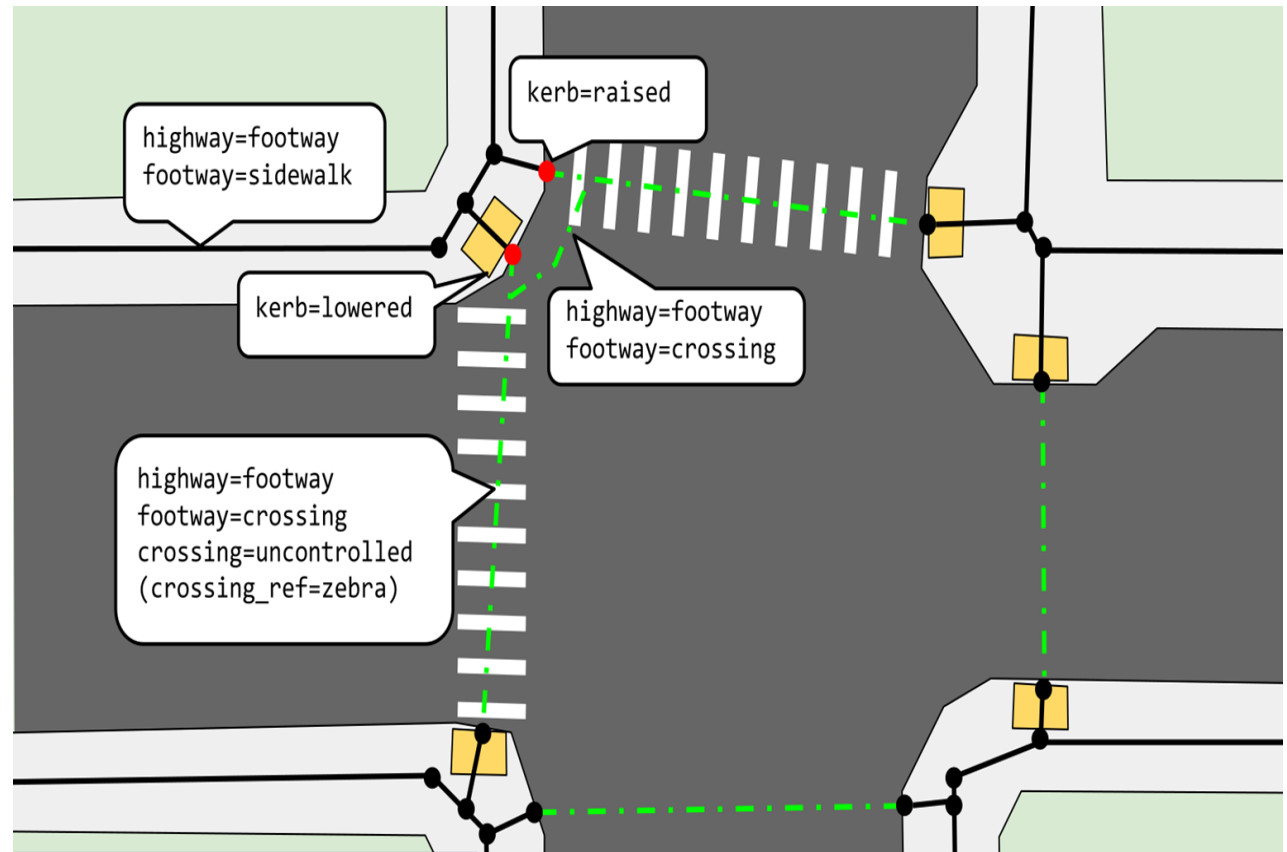 kerb=raised
highway=footway
footway=sidewalk
kerb=lowered
highway=footway
footway=crossing
highway=footway
footway=crossing
crossing=uncontrolled
(crossing_ref=zebra)